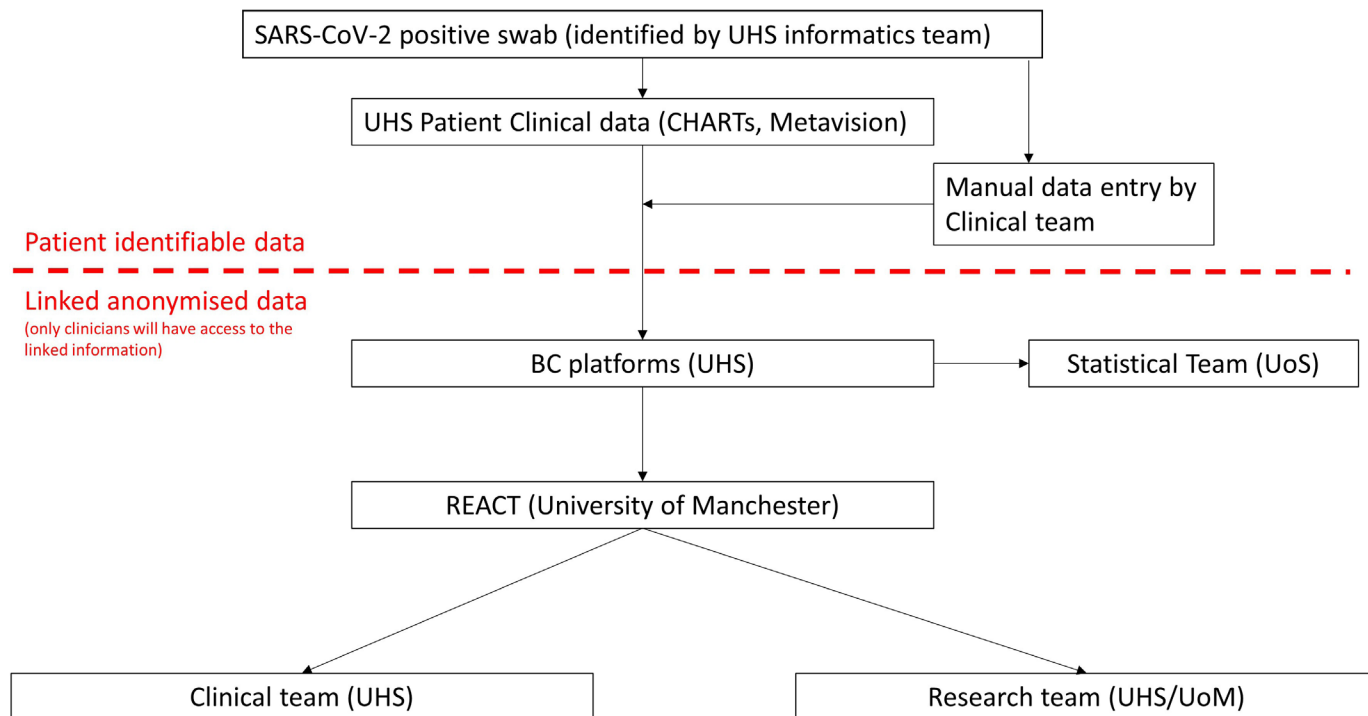 SARS-CoV-2 positive swab (identified by UHS informatics team)
UHS Patient Clinical data (CHARTs, Metavision)
Manual data entry by
Clinical team
Patient identifiable data
Linked anonymised data
(only clinicians will have access to the
linked information)
BC platforms (UHS)
Statistical Team (UoS)
REACT (University of Manchester)
Clinical team (UHS)
Research team (UHS/UoM)